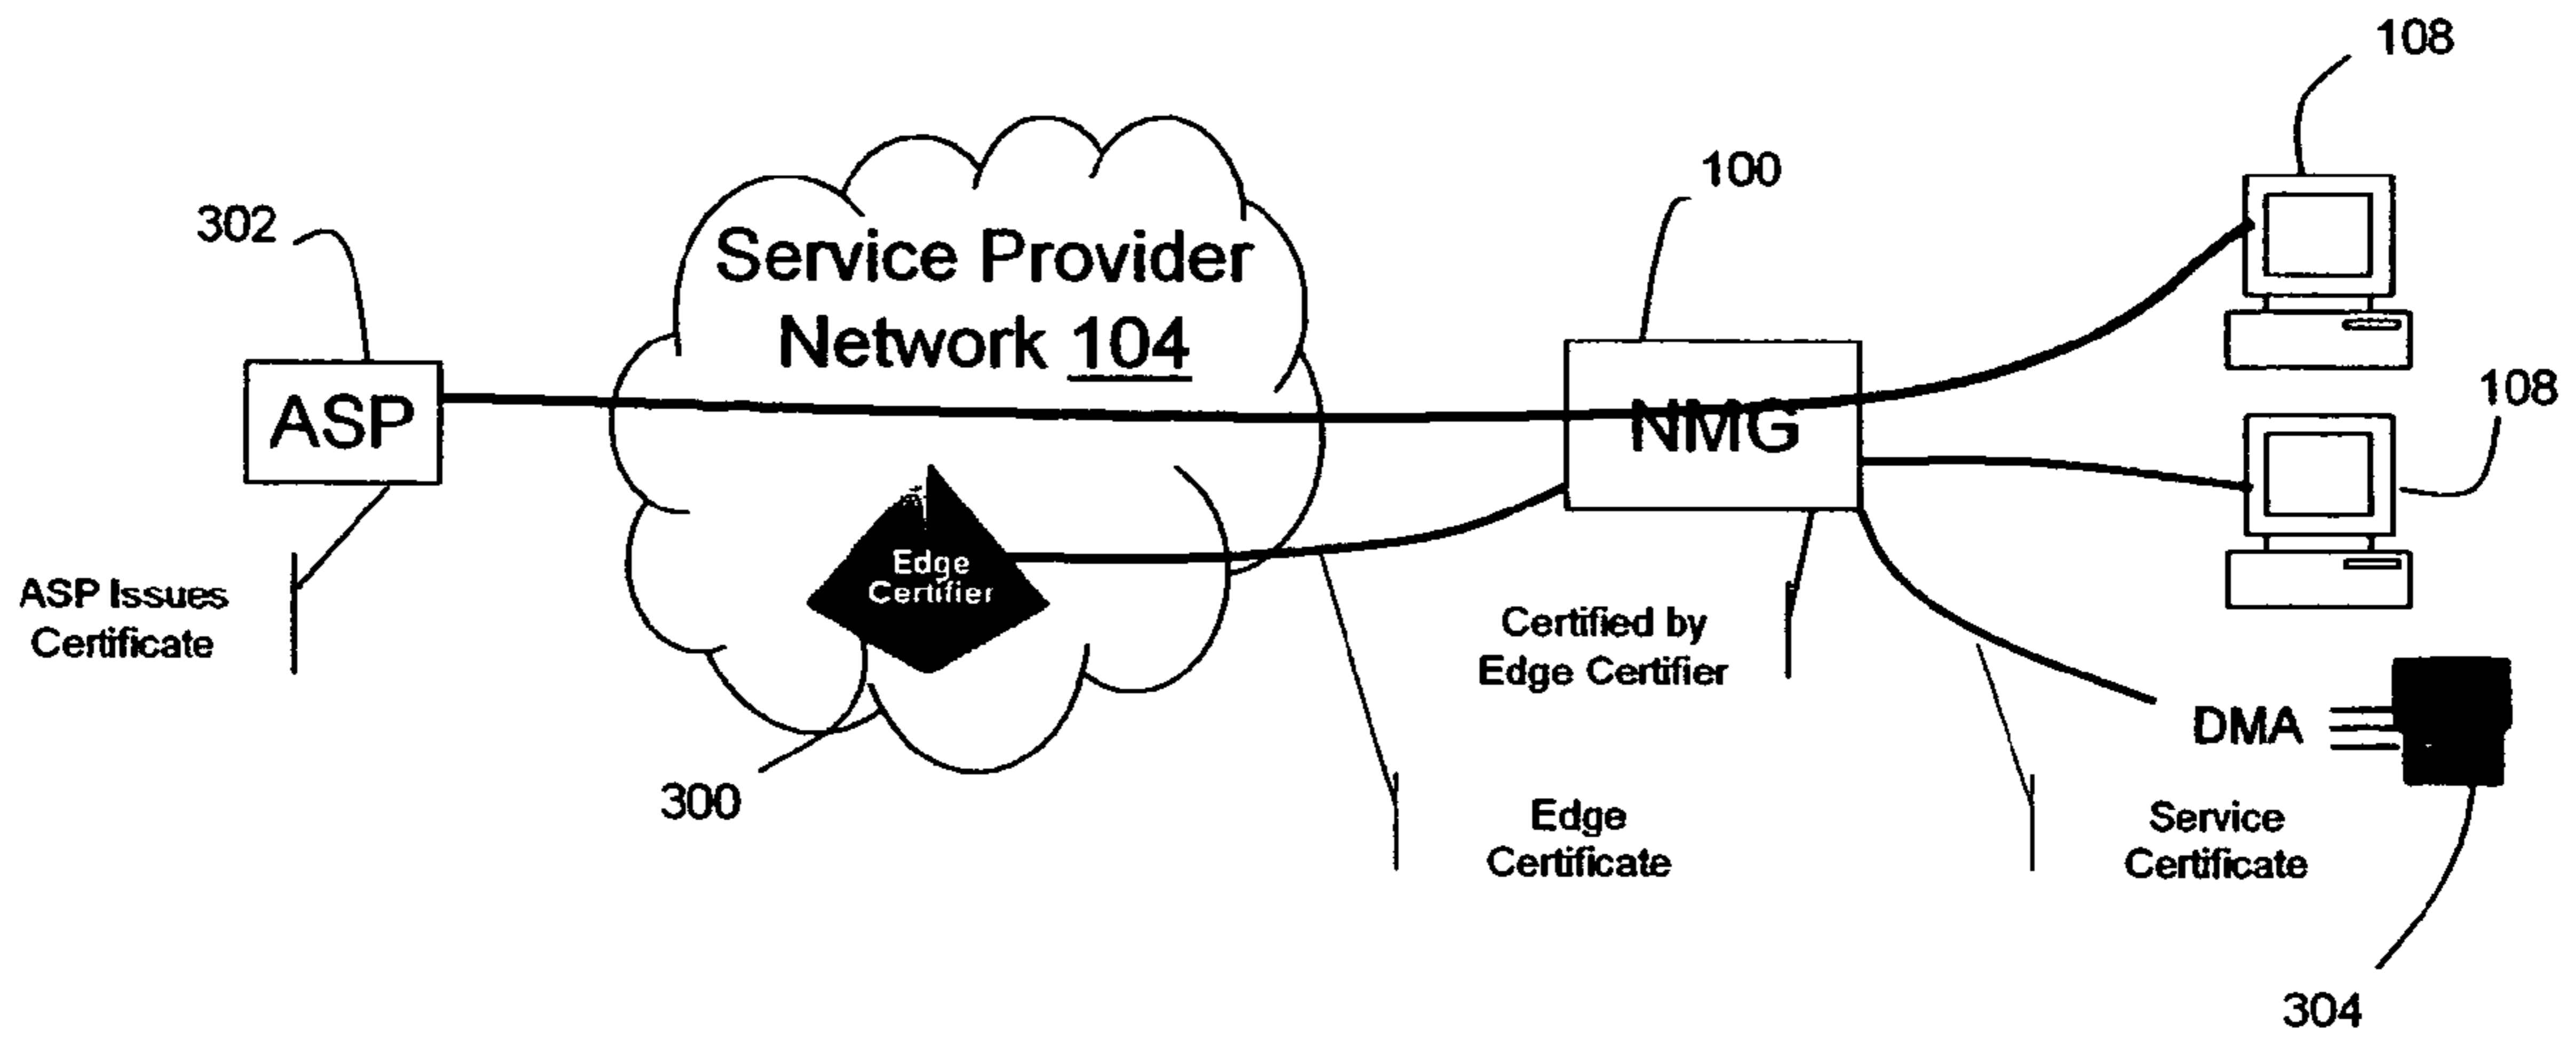 108
100
302
Service Provider
Network 104
108
ASP
NMG
Edge
Certifier
ASP Issues
Certificate
Certified by
Edge Certifier
DMA
300
Edge
Certificate
Service
Certificate
304